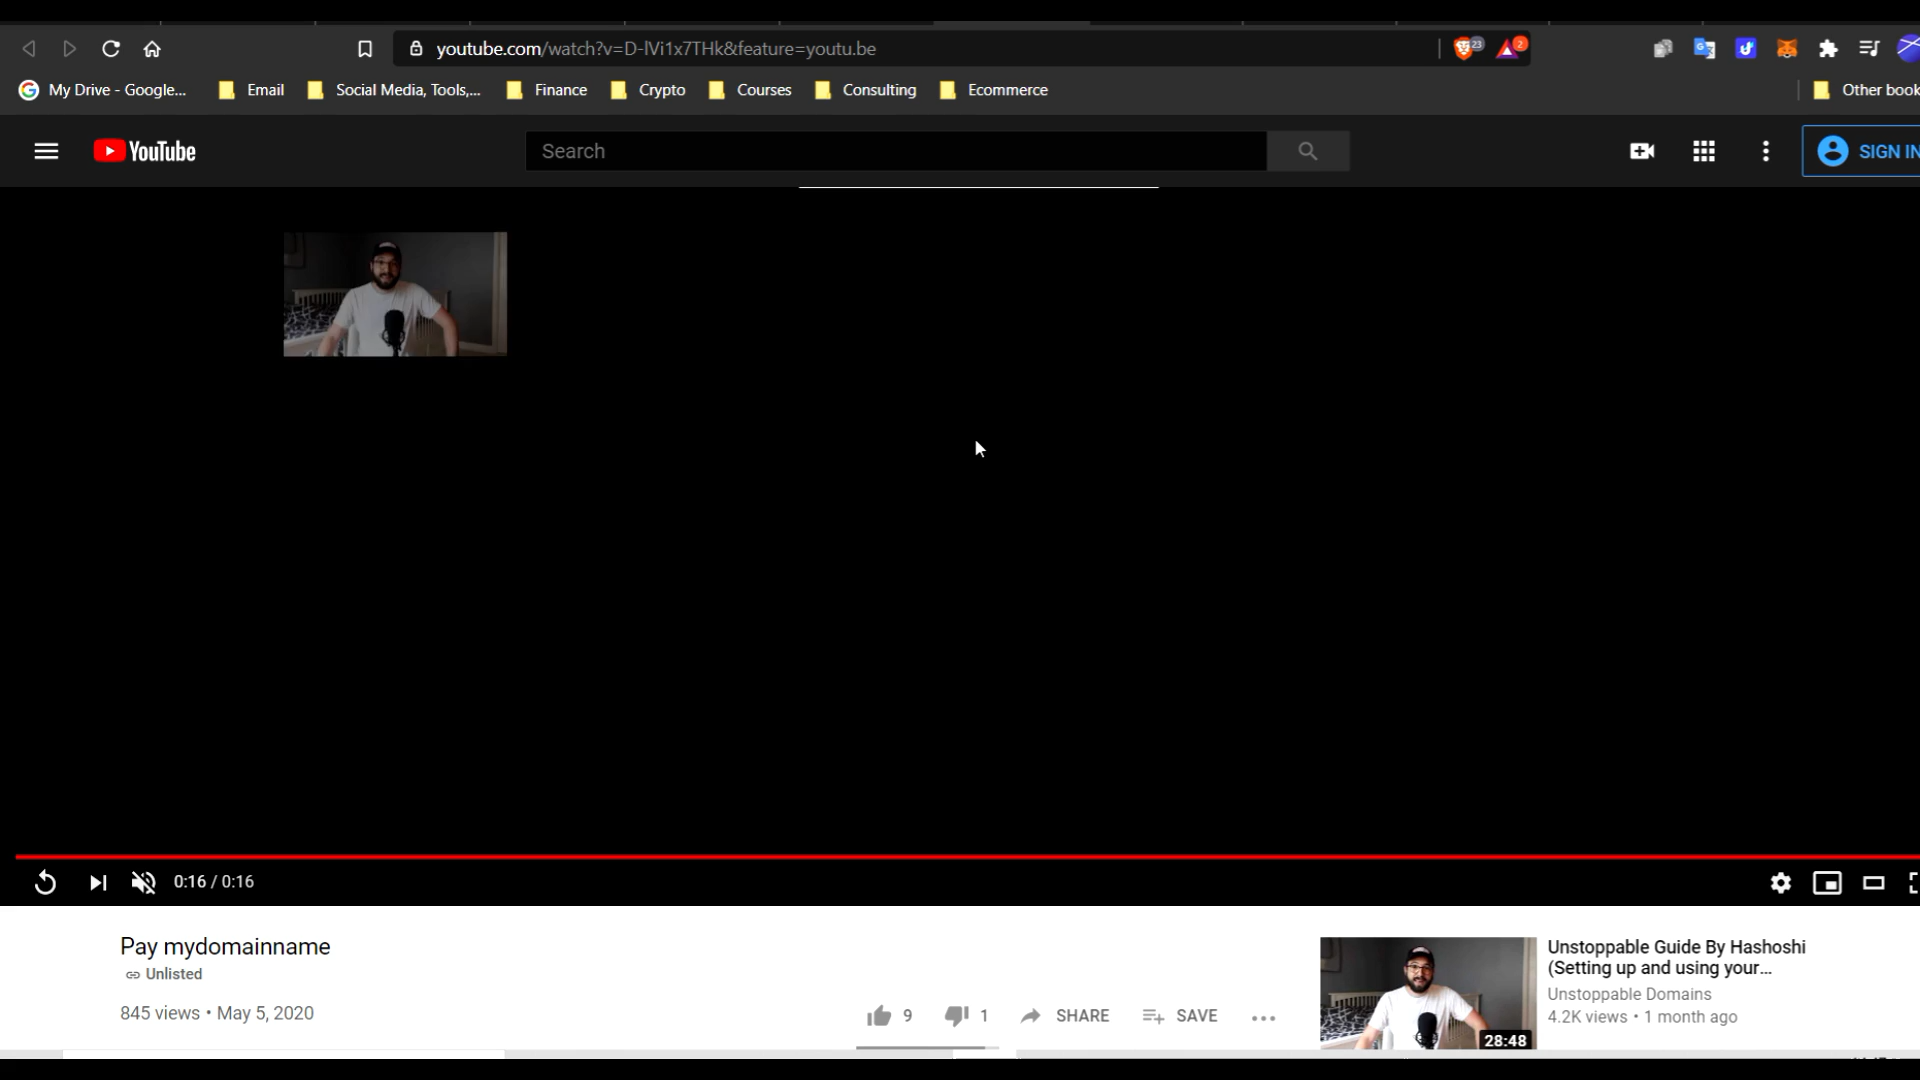 youtube.com/watch?v=D-lVi1x7THk&feature=youtu.be
23
2
My Drive - Google...
Email
Social Media, Tools,...
Finance
Crypto
Courses
Consulting
Ecommerce
Other book
YouTube
Search
SIGN IN
0:16 / 0:16
Pay mydomainname
Unlisted
845 views • May 5, 2020
9
1
SHARE
SAVE
28:48
Unstoppable Guide By Hashoshi
(Setting up and using your...
Unstoppable Domains
4.2K views • 1 month ago